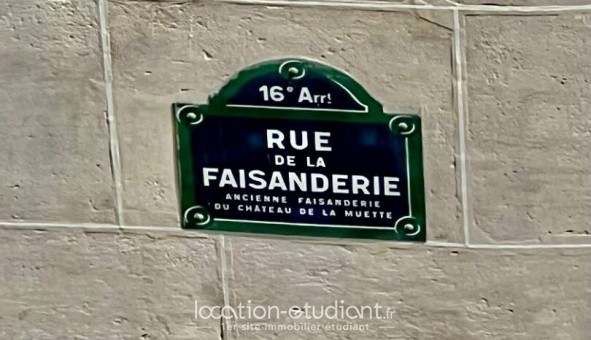 16e Arrt
RUE
DE LA
FAISANDERIE
ANCIENNE FAISANDERIE
DU CHÂTEAU DE LA MUETTE
location-etudiant.fr
1er site immobilier étudiant